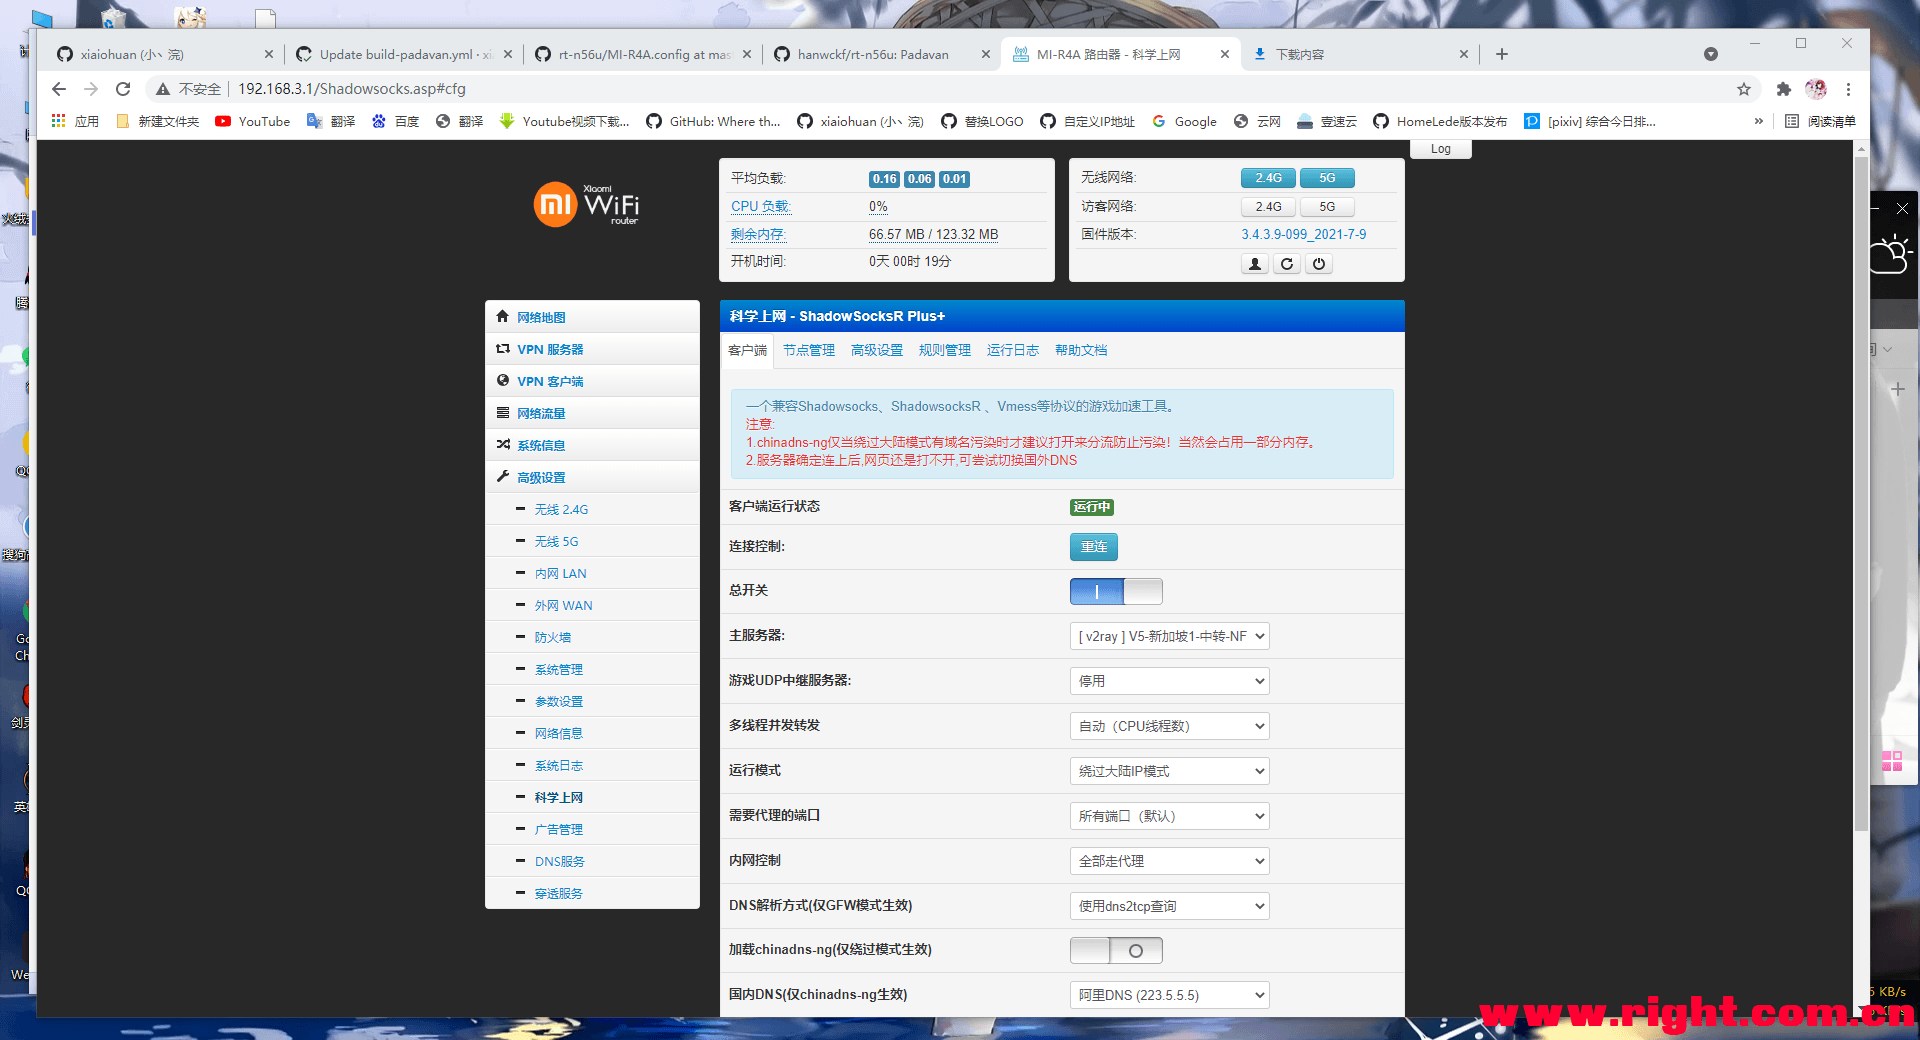 xiaiohuan (小丶浣)
Update build-padavan.yml · xi
rt-n56u/MI-R4A.config at mas
hanwckf/rt-n56u: Padavan
MI-R4A 路由器 - 科学上网
下载内容
不安全
192.168.3.1/Shadowsocks.asp#cfg
应用
新建文件夹
YouTube
翻译
百度
翻译
Youtube视频下载...
GitHub: Where th...
xiaiohuan (小丶浣)
替换LOGO
自定义IP地址
Google
云网
壹速云
HomeLede版本发布
[pixiv] 综合今日排...
»
阅读清单
Log
mi Xiaomi WiFi router
平均负载:
0.16 0.06 0.01
CPU 负载:
0%
剩余内存:
66.57 MB / 123.32 MB
开机时间:
0天 00时 19分
无线网络:
2.4G 5G
访客网络:
2.4G 5G
固件版本:
3.4.3.9-099_2021-7-9
网络地图
VPN 服务器
VPN 客户端
网络流量
系统信息
高级设置
无线 2.4G
无线 5G
内网 LAN
外网 WAN
防火墙
系统管理
参数设置
网络信息
系统日志
科学上网
广告管理
DNS服务
穿透服务
科学上网 - ShadowSocksR Plus+
客户端 节点管理 高级设置 规则管理 运行日志 帮助文档
一个兼容Shadowsocks、ShadowsocksR 、Vmess等协议的游戏加速工具。
注意:
1.chinadns-ng仅当绕过大陆模式有域名污染时才建议打开来分流防止污染！当然会占用一部分内存。
2.服务器确定连上后,网页还是打不开,可尝试切换国外DNS
客户端运行状态
运行中
连接控制:
重连
总开关
主服务器:
[ v2ray ] V5-新加坡1-中转-NF
游戏UDP中继服务器:
停用
多线程并发转发
自动（CPU线程数）
运行模式
绕过大陆IP模式
需要代理的端口
所有端口（默认）
内网控制
全部走代理
DNS解析方式(仅GFW模式生效)
使用dns2tcp查询
加载chinadns-ng(仅绕过模式生效)
国内DNS(仅chinadns-ng生效)
阿里DNS (223.5.5.5)
KB/s
www.right.com.cn